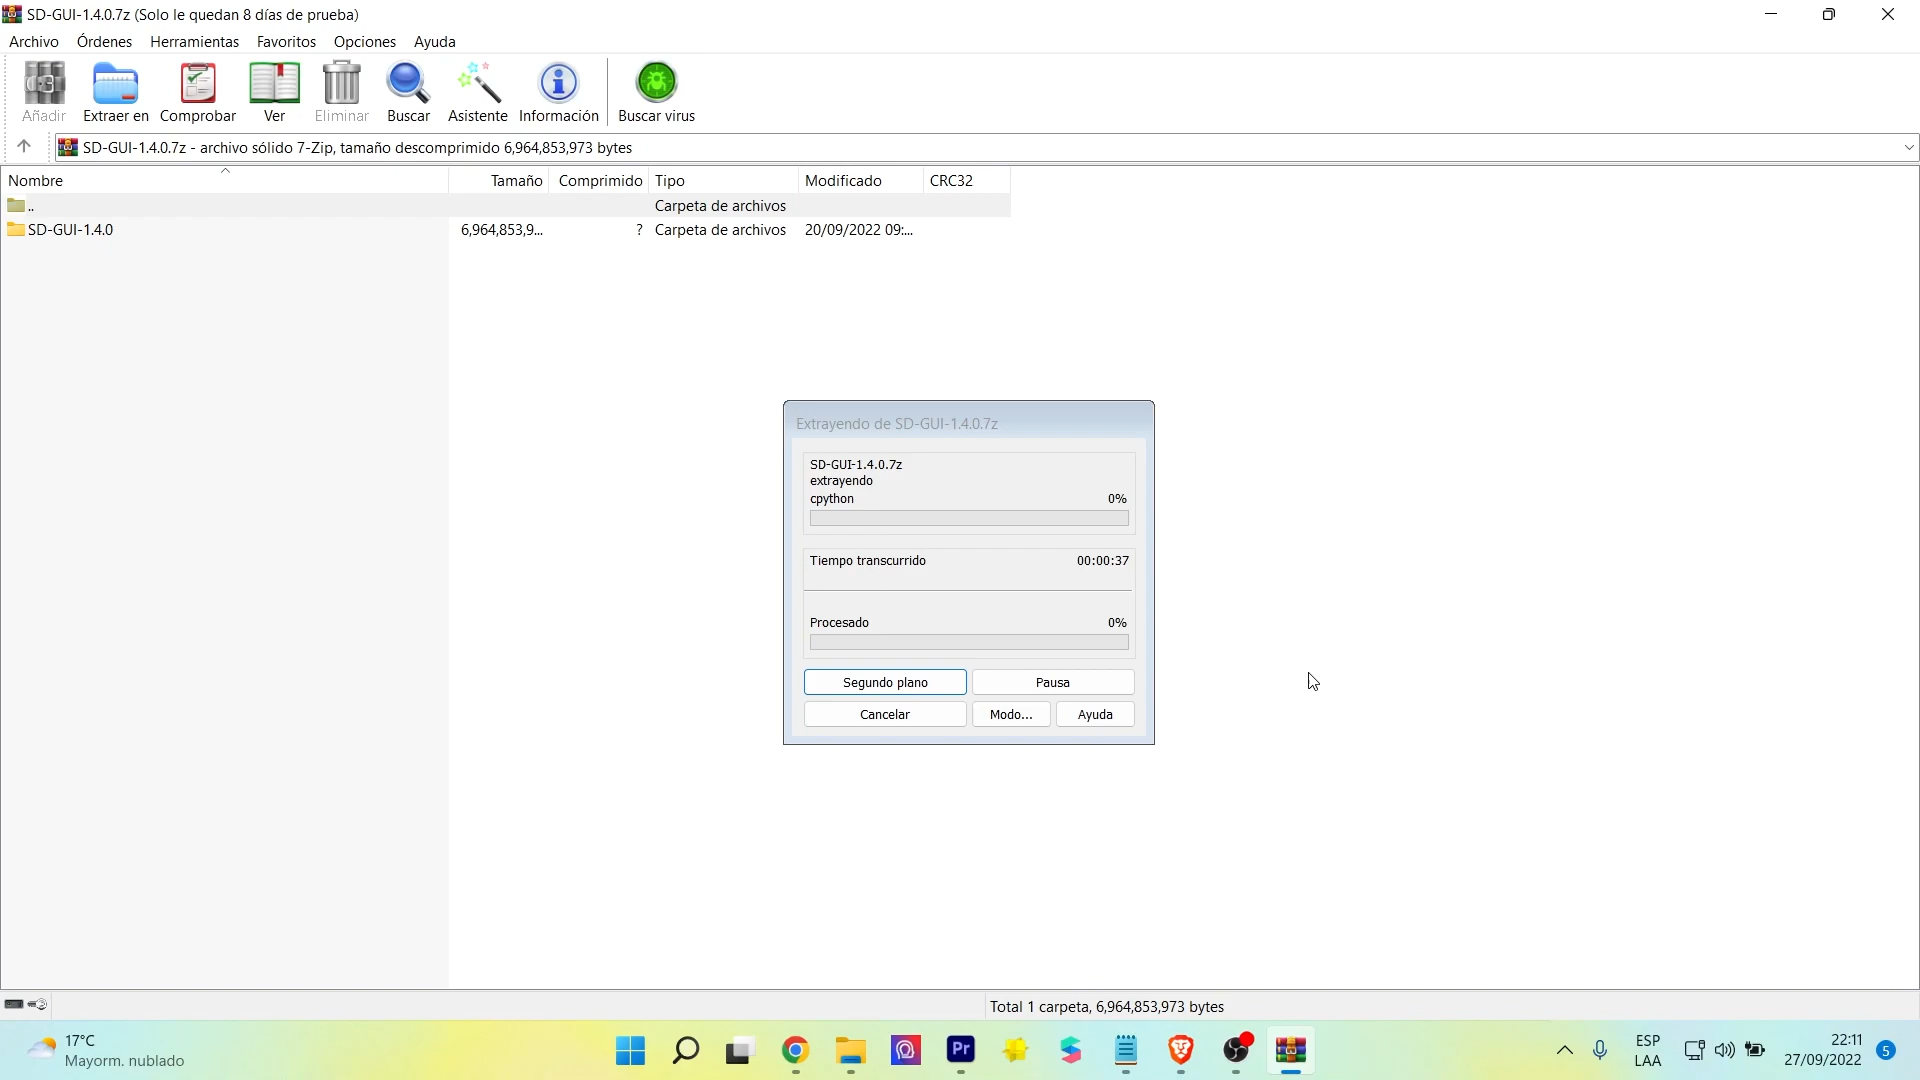 SD-GUI-1.4.0.7z (Solo le quedan 8 días de prueba)
Archivo Órdenes Herramientas Favoritos Opciones Ayuda
Añadir Extraer en Comprobar Ver Eliminar Buscar Asistente Información Buscar virus
SD-GUI-1.4.0.7z - archivo sólido 7-Zip, tamaño descomprimido 6,964,853,973 bytes
Nombre Tamaño Comprimido Tipo Modificado CRC32
.. Carpeta de archivos
SD-GUI-1.4.0 6,964,853,9... ? Carpeta de archivos 20/09/2022 09:...
Extrayendo de SD-GUI-1.4.0.7z
SD-GUI-1.4.0.7z
extrayendo
cpython 0%
Tiempo transcurrido 00:00:37
Procesado 0%
Segundo plano Pausa
Cancelar Modo... Ayuda
Total 1 carpeta, 6,964,853,973 bytes
17°C
Mayorm. nublado
Pr
ESP
LAA
22:11
27/09/2022
5